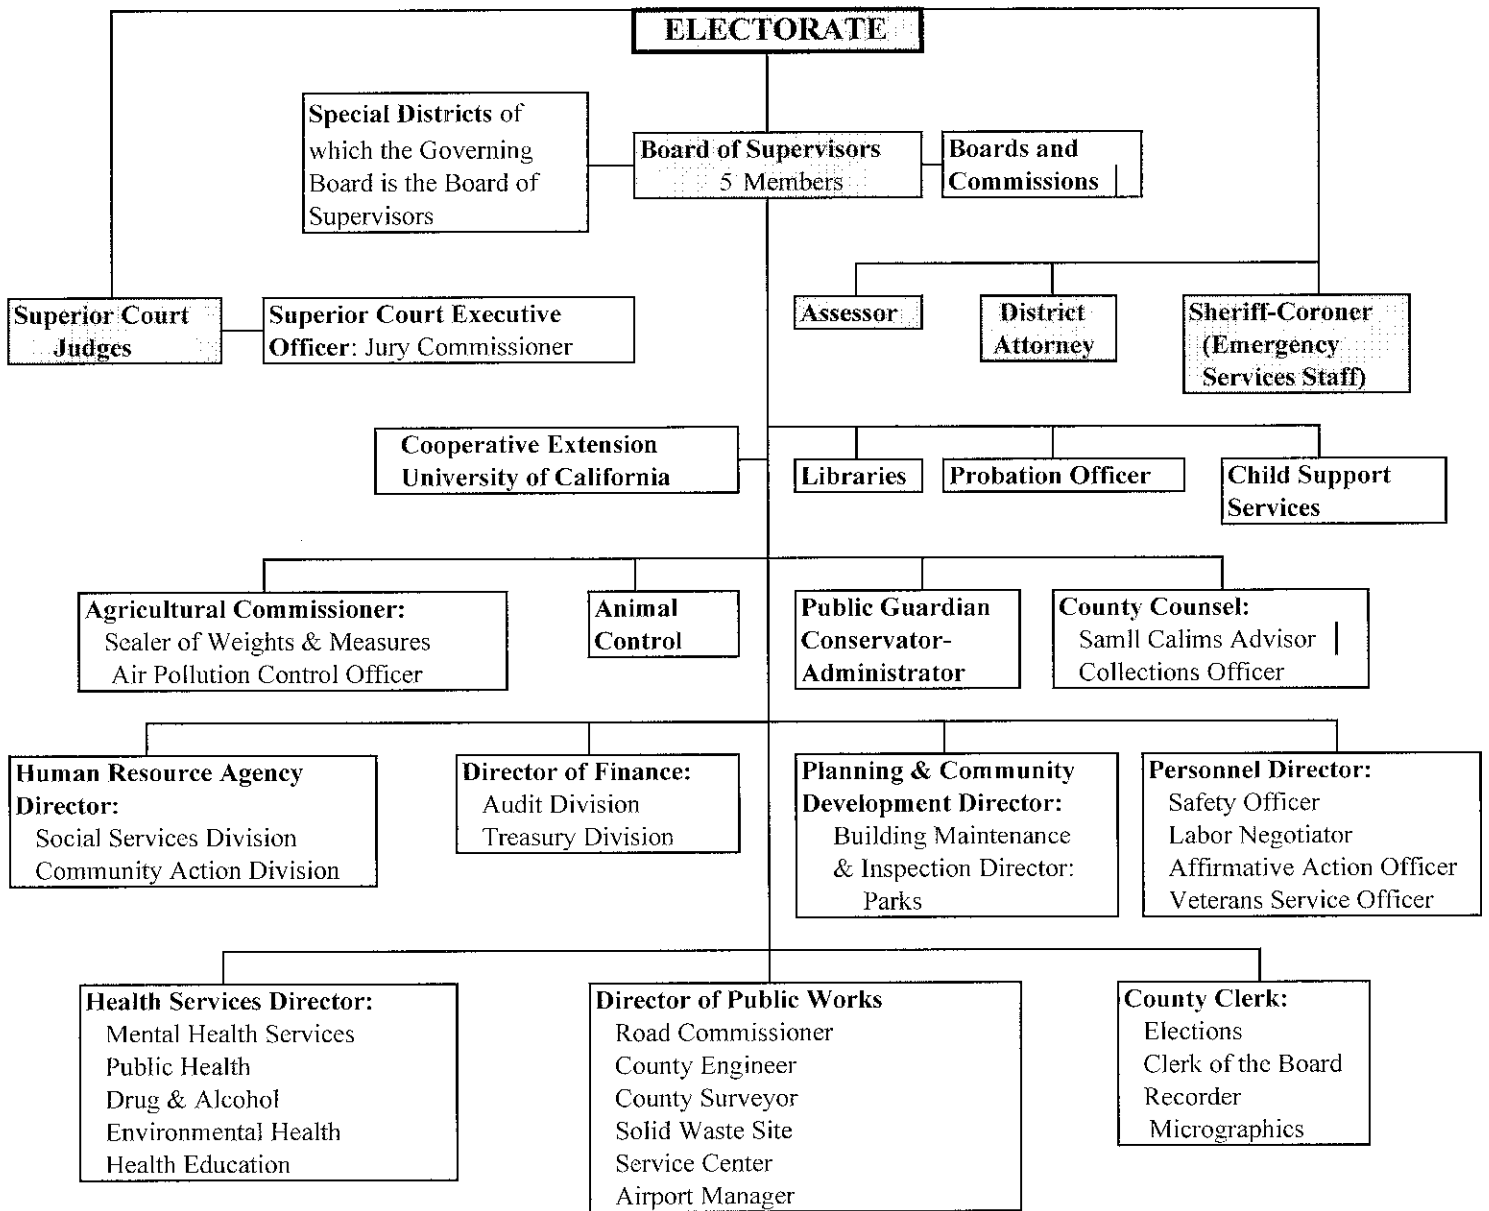 ELECTORATE
Special Districts of
which the Governing
Board is the Board of
Supervisors
Board of Supervisors
5 Members
Boards and
Commissions
Superior Court
Judges
Superior Court Executive
Officer: Jury Commissioner
Assessor
District
Attorney
Sheriff-Coroner
(Emergency
Services Staff)
Cooperative Extension
University of California
Libraries
Probation Officer
Child Support
Services
Agricultural Commissioner:
Sealer of Weights & Measures
Air Pollution Control Officer
Animal
Control
Public Guardian
Conservator-
Administrator
County Counsel:
Samll Calims Advisor
Collections Officer
Human Resource Agency
Director:
Social Services Division
Community Action Division
Director of Finance:
Audit Division
Treasury Division
Planning & Community
Development Director:
Building Maintenance
& Inspection Director:
Parks
Personnel Director:
Safety Officer
Labor Negotiator
Affirmative Action Officer
Veterans Service Officer
Health Services Director:
Mental Health Services
Public Health
Drug & Alcohol
Environmental Health
Health Education
Director of Public Works
Road Commissioner
County Engineer
County Surveyor
Solid Waste Site
Service Center
Airport Manager
County Clerk:
Elections
Clerk of the Board
Recorder
Micrographics